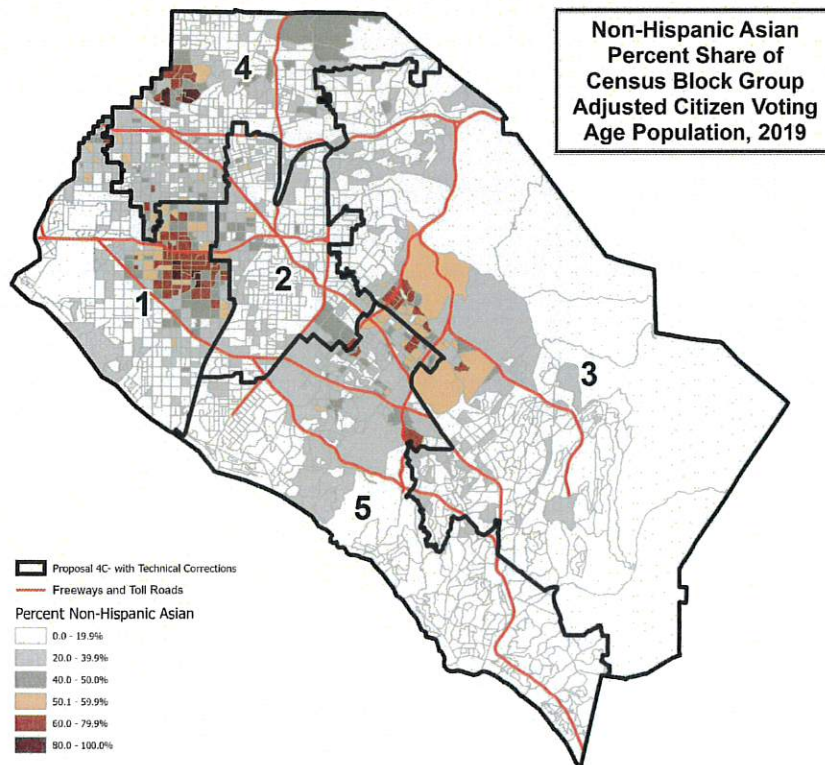 Non-Hispanic Asian
Percent Share of
Census Block Group
Adjusted Citizen Voting
Age Population, 2019
4
2
1
3
5
Proposal 4C- with Technical Corrections
Freeways and Toll Roads
Percent Non-Hispanic Asian
0.0 - 19.9%
20.0 - 39.9%
40.0 - 50.0%
50.1 - 59.9%
60.0 - 79.9%
80.0 - 100.0%